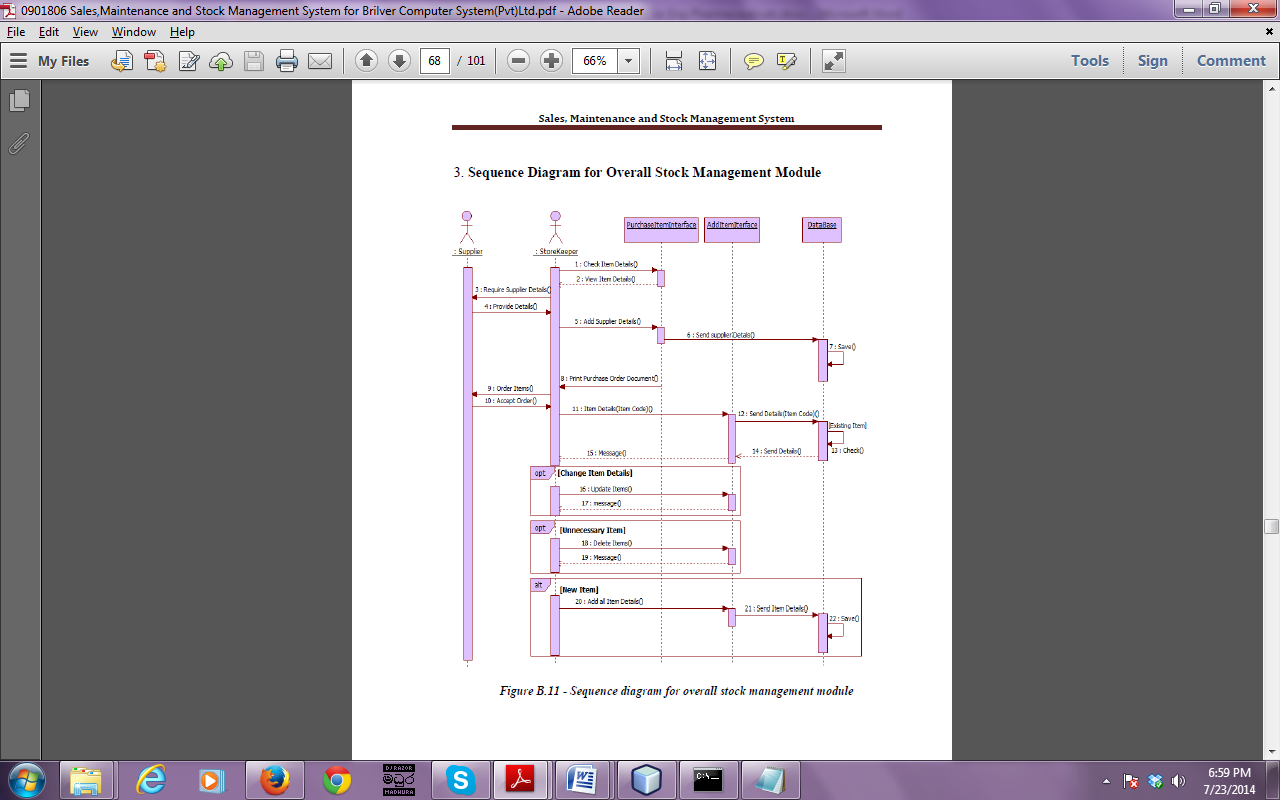 0901806 Sales,Maintenance and Stock Management System for Brilver Computer System(Pvt)Ltd.pdf - Adobe Reader
File Edit View Window Help
My Files 68 / 101 66% Tools Sign Comment
Sales, Maintenance and Stock Management System
3. Sequence Diagram for Overall Stock Management Module
PurchaseItemInterface AddItemInterface DataBase
: Supplier : StoreKeeper
1 : Check Item Details()
2 : View Item Details()
3 : Require Supplier Details()
4 : Provide Details()
5 : Add Supplier Details()
6 : Send supplier Detals()
7 : Save()
8 : Print Purchase Order Document()
9 : Order Items()
10 : Accept Order()
11 : Item Details(Item Code)()
12 : Send Details(Item Code)()
[Existing Item]
13 : Check()
14 : Send Details()
15 : Message()
opt [Change Item Details]
16 : Update Items()
17 : message()
opt [Unnecessary Item]
18 : Delete Items()
19 : Message()
alt [New Item]
20 : Add all Item Details()
21 : Send Item Details()
22 : Save()
Figure B.11 - Sequence diagram for overall stock management module
DJ RAZOR
MADHURA
C:\.
6:59 PM
7/23/2014